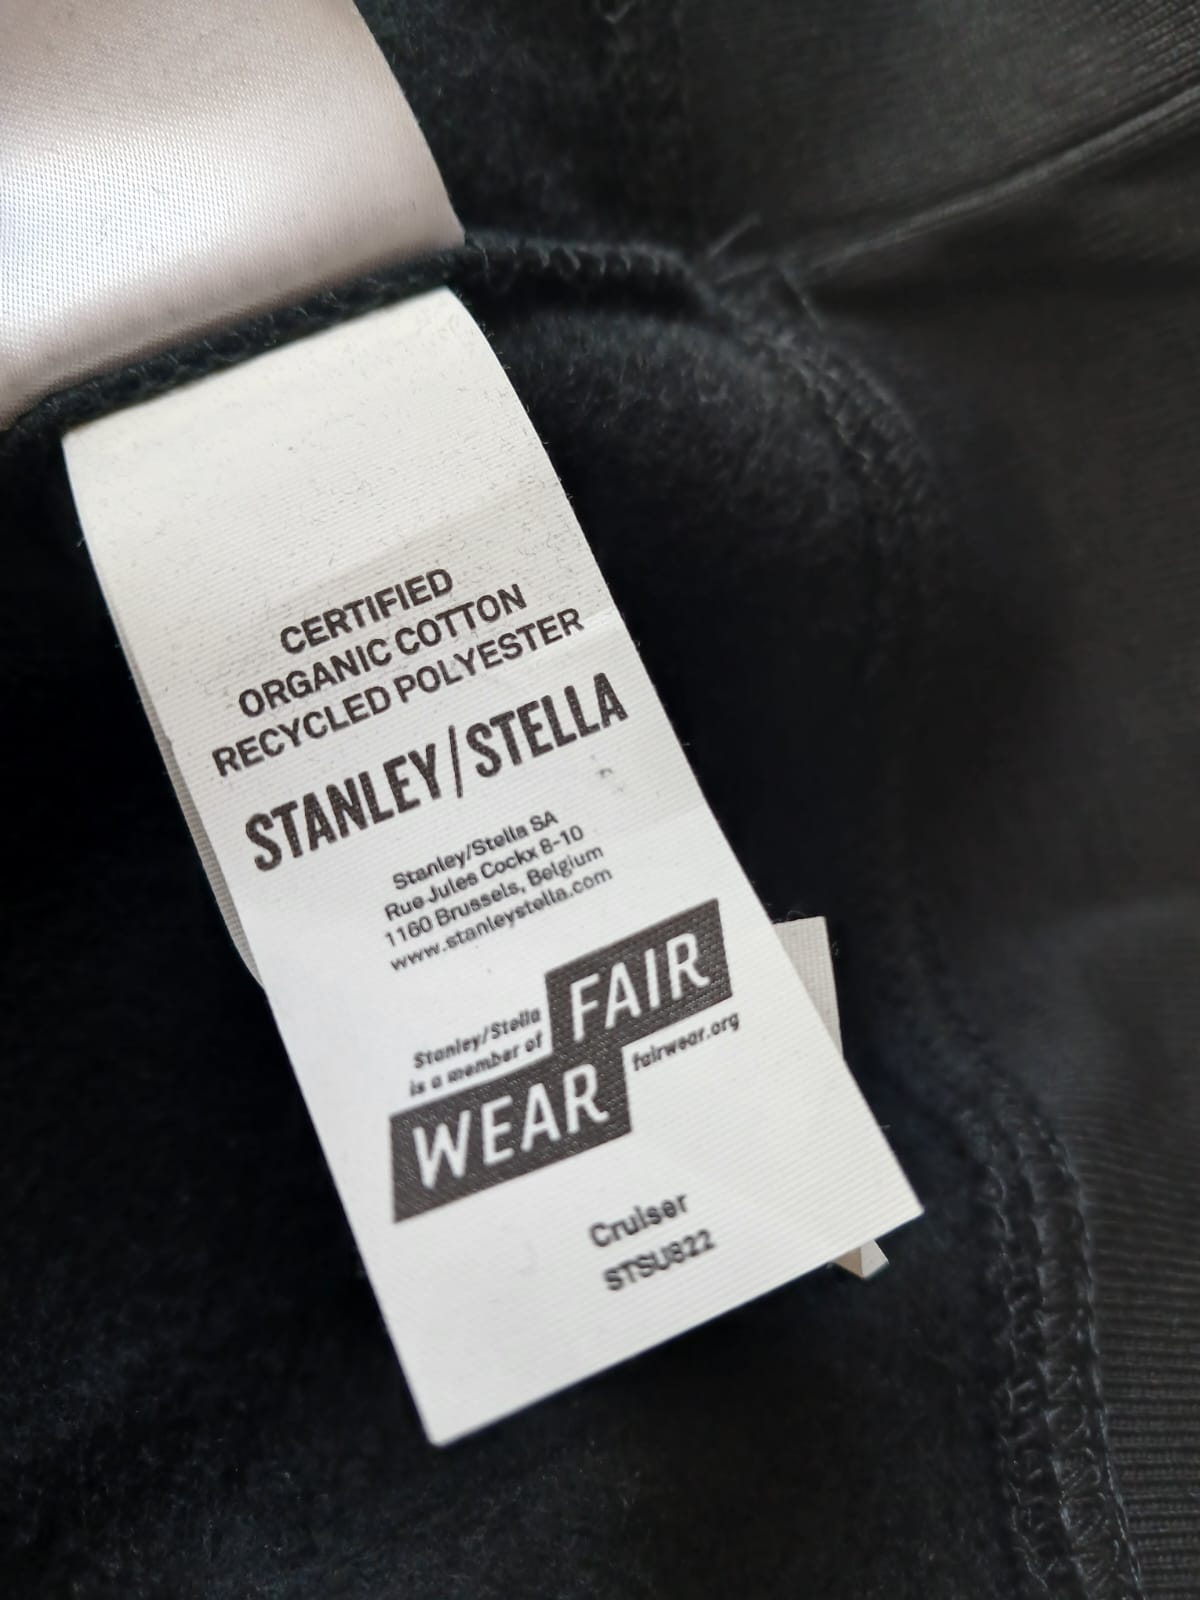 CERTIFIED
ORGANIC COTTON
RECYCLED POLYESTER
STANLEY/STELLA
Stanley/Stella SA
Rue Jules Cockx 8-10
1160 Brussels, Belgium
www.stanleystella.com
Stanley/Stella
is a member of
FAIR
WEAR
fairwear.org
Cruiser
STSU822